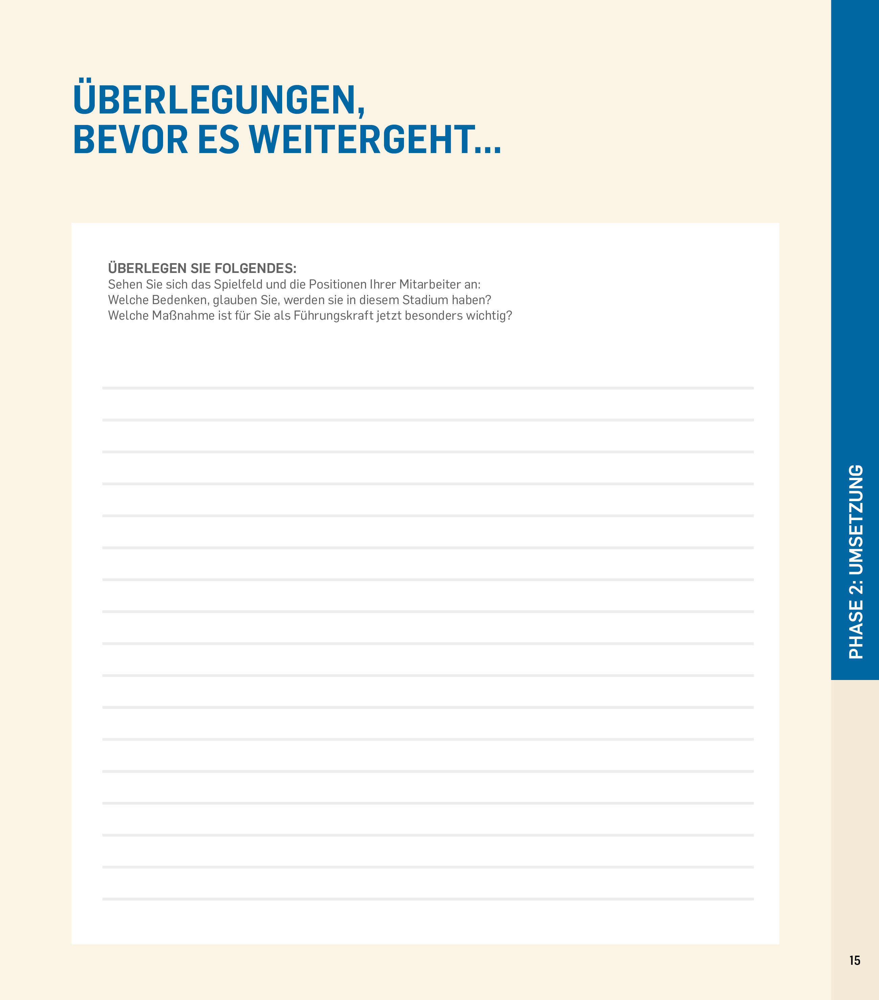 ÜBERLEGUNGEN,
BEVOR ES WEITERGEHT...
ÜBERLEGEN SIE FOLGENDES:
Sehen Sie sich das Spielfeld und die Positionen Ihrer Mitarbeiter an:
Welche Bedenken, glauben Sie, werden sie in diesem Stadium haben?
Welche Maßnahme ist für Sie als Führungskraft jetzt besonders wichtig?
PHASE 2: UMSETZUNG
15